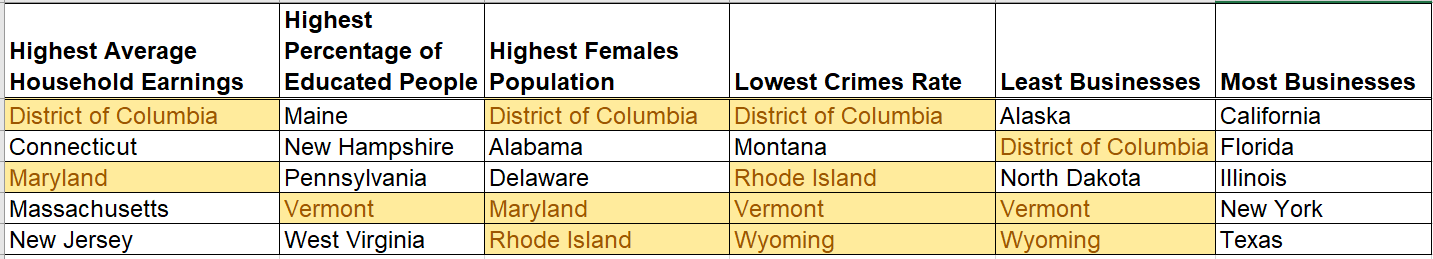 Highest Average Household Earnings | Highest Percentage of Educated People | Highest Females Population | Lowest Crimes Rate | Least Businesses | Most Businesses
District of Columbia | Maine | District of Columbia | District of Columbia | Alaska | California
Connecticut | New Hampshire | Alabama | Montana | District of Columbia | Florida
Maryland | Pennsylvania | Delaware | Rhode Island | North Dakota | Illinois
Massachusetts | Vermont | Maryland | Vermont | Vermont | New York
New Jersey | West Virginia | Rhode Island | Wyoming | Wyoming | Texas